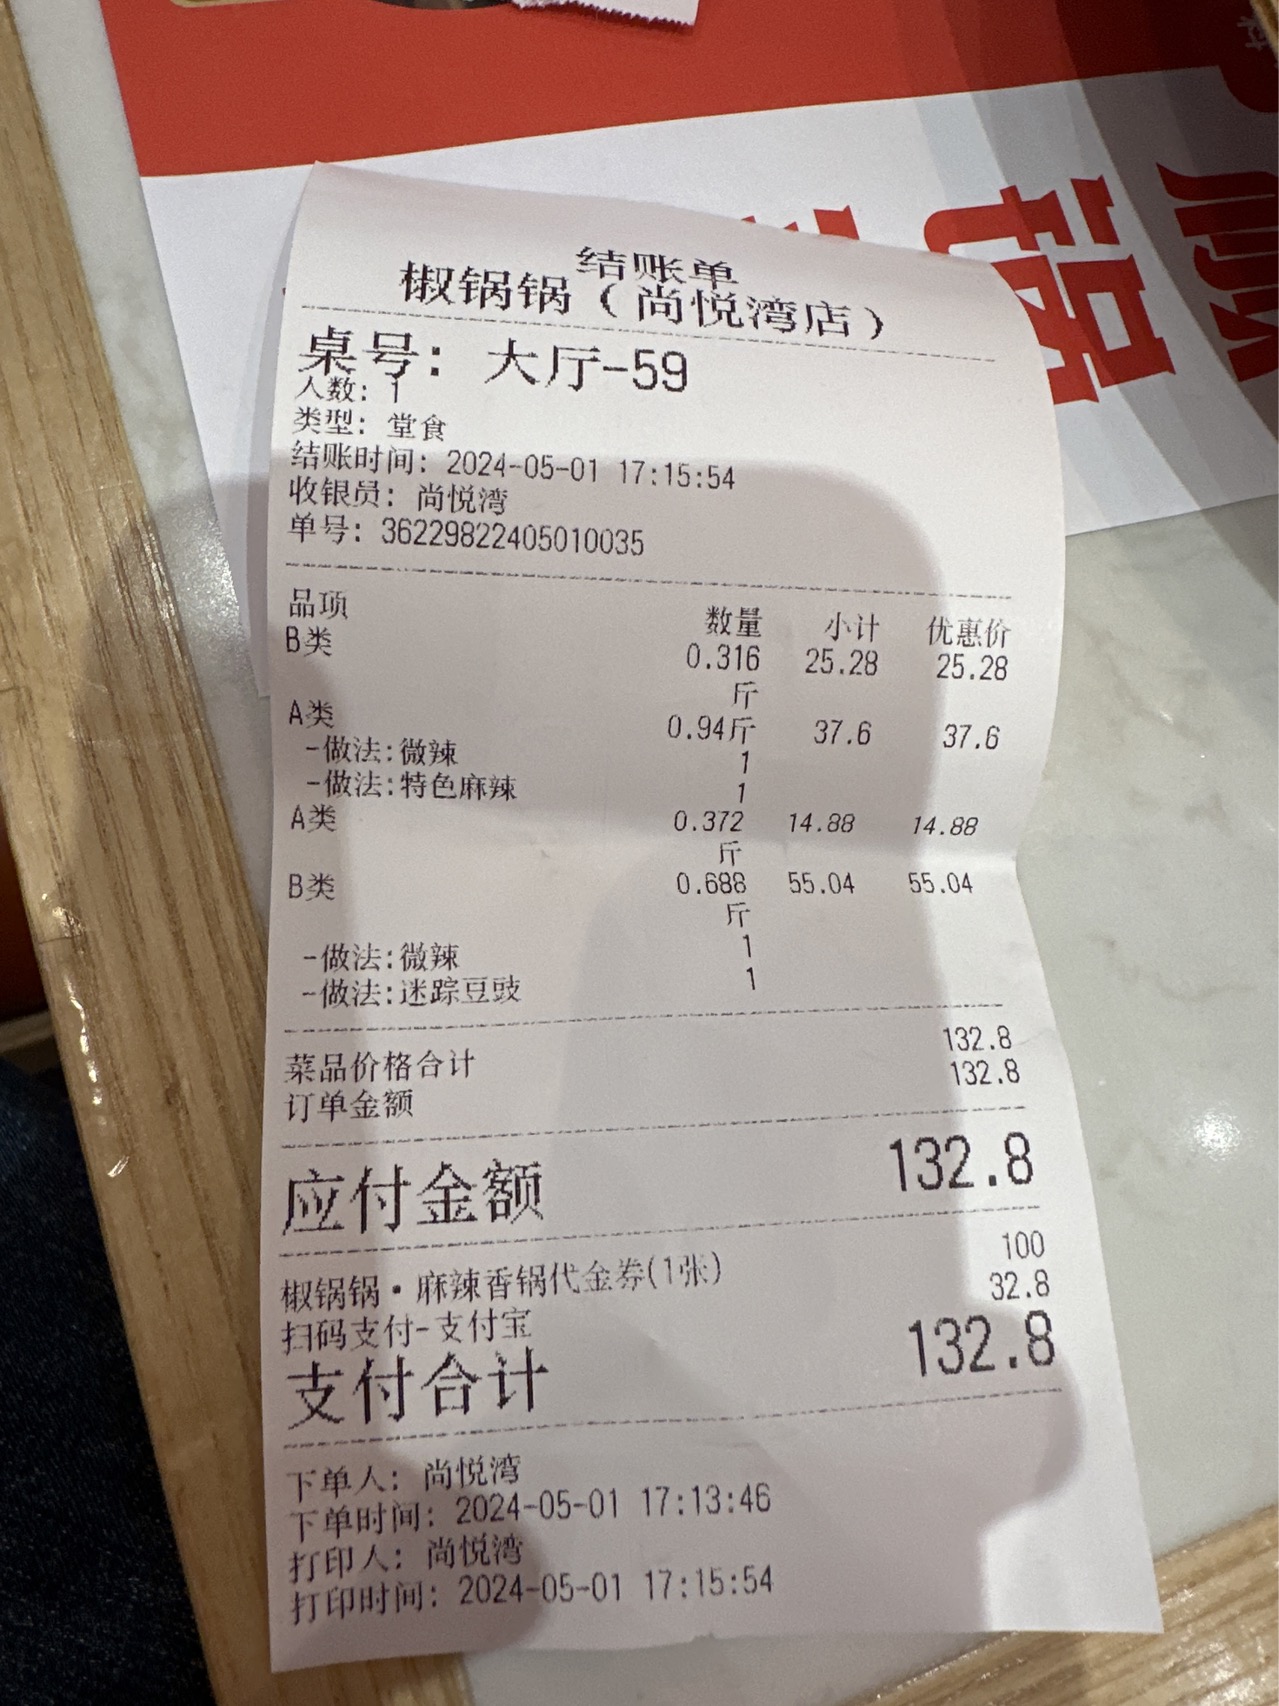 结账单
椒锅锅（尚悦湾店）
桌号: 大厅-59
人数: 1
类型: 堂食
结账时间: 2024-05-01 17:15:54
收银员: 尚悦湾
单号: 36229822405010035
品项 数量 小计 优惠价
B类 0.316斤 25.28 25.28
A类 0.94斤 37.6 37.6
-做法:微辣 1
-做法:特色麻辣 1
A类 0.372斤 14.88 14.88
B类 0.688斤 55.04 55.04
-做法:微辣 1
-做法:迷踪豆豉 1
菜品价格合计 132.8
订单金额 132.8
应付金额 132.8
椒锅锅·麻辣香锅代金券(1张) 100
扫码支付-支付宝 32.8
支付合计 132.8
下单人: 尚悦湾
下单时间: 2024-05-01 17:13:46
打印人: 尚悦湾
打印时间: 2024-05-01 17:15:54